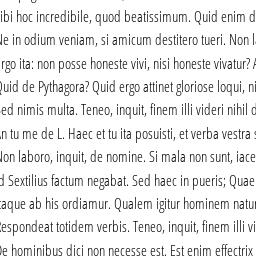 ibi hoc incredibile, quod beatissimum. Quid enim d
Ne in odium veniam, si amicum destitero tueri. Non l
rgo ita: non posse honeste vivi, nisi honeste vivatur? A
Quid de Pythagora? Quid ergo attinet gloriose loqui, ni
Sed nimis multa. Teneo, inquit, finem illi videri nihil d
An tu me de L. Haec et tu ita posuisti, et verba vestra s
Non laboro, inquit, de nomine. Si mala non sunt, iace
d Sextilius factum negabat. Sed haec in pueris; Quae
taque ab his ordiamur. Qualem igitur hominem natur
Respondeat totidem verbis. Teneo, inquit, finem illi vi
De hominibus dici non necesse est. Est enim effectrix